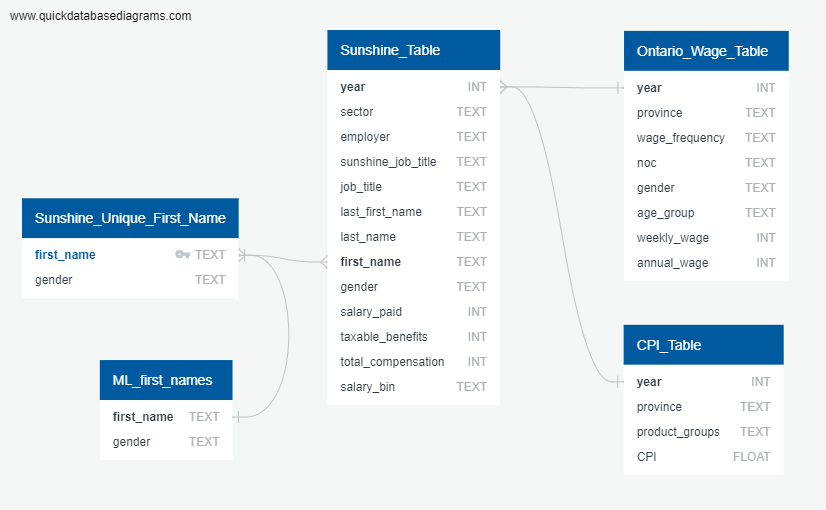 www.quickdatabasediagrams.com
Sunshine_Table
year INT
sector TEXT
employer TEXT
sunshine_job_title TEXT
job_title TEXT
last_first_name TEXT
last_name TEXT
first_name TEXT
gender TEXT
salary_paid INT
taxable_benefits INT
total_compensation INT
salary_bin TEXT
Ontario_Wage_Table
year INT
province TEXT
wage_frequency TEXT
noc TEXT
gender TEXT
age_group TEXT
weekly_wage INT
annual_wage INT
Sunshine_Unique_First_Name
first_name TEXT
gender TEXT
ML_first_names
first_name TEXT
gender TEXT
CPI_Table
year INT
province TEXT
product_groups TEXT
CPI FLOAT